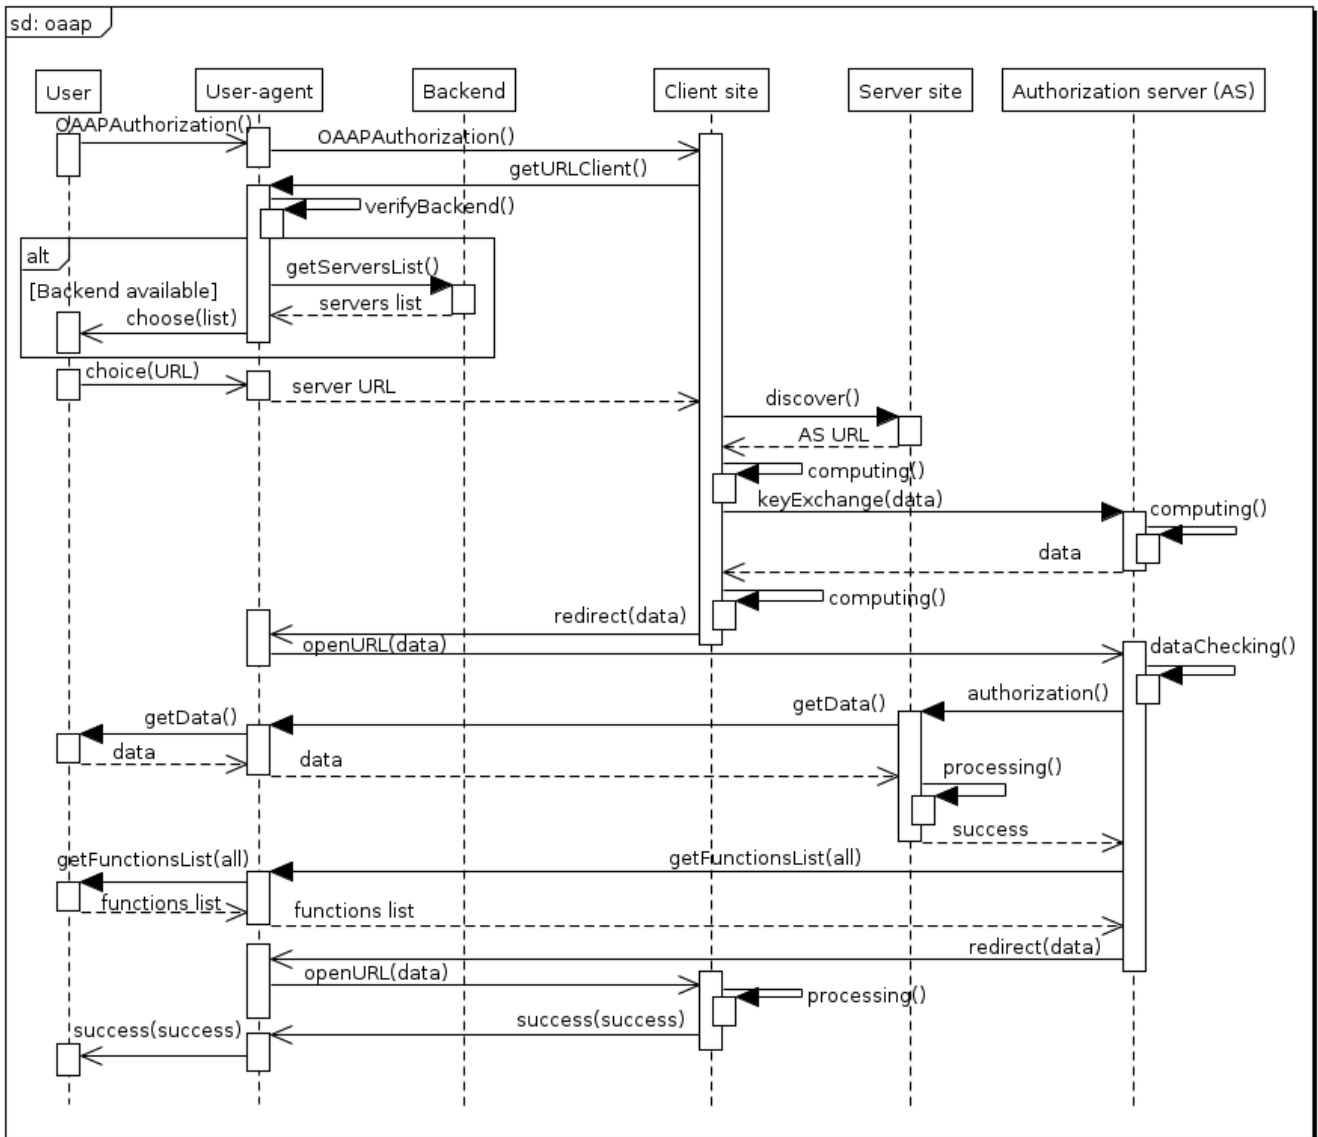 sd: oaap
User
User-agent
Backend
Client site
Server site
Authorization server (AS)
OAAPAuthorization()
OAAPAuthorization()
getURLClient()
verifyBackend()
alt
getServersList()
[Backend available]
servers list
choose(list)
choice(URL)
server URL
discover()
AS URL
computing()
keyExchange(data)
computing()
data
computing()
redirect(data)
openURL(data)
dataChecking()
authorization()
getData()
getData()
data
data
processing()
success
getFunctionsList(all)
getFunctionsList(all)
functions list
functions list
redirect(data)
openURL(data)
processing()
success(success)
success(success)